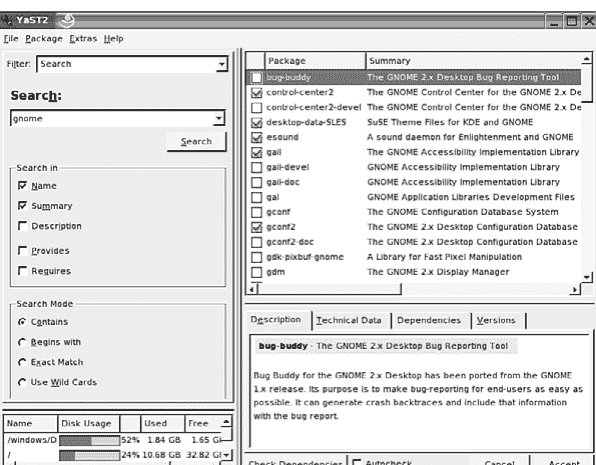 YaST2
File Package Extras Help
Filter: Search
Search:
gnome
Search
Search in
Name
Summary
Description
Provides
Requires
Search Mode
Contains
Begins with
Exact Match
Use Wild Cards
Name Disk Usage Used Free
/windows/D 52% 1.84 GB 1.65 G
/ 24% 10.68 GB 32.82 G
Package Summary
bug-buddy The GNOME 2.x Desktop Bug Reporting Tool
control-center2 The GNOME Control Center for the GNOME 2.x De
control-center2-devel The GNOME Control Center for the GNOME 2.x De
desktop-data-SLES SuSE Theme Files for KDE and GNOME
esound A sound daemon for Enlightenment and GNOME
gail The GNOME Accessibility Implementation Library
gail-devel GNOME Accessibility Implementation Library
gail-doc GNOME Accessibility Implementation Library
gal GNOME Application Libraries Development Files
gconf The GNOME Configuration Database System
gconf2 The GNOME 2.x Desktop Configuration Database
gconf2-doc The GNOME 2.x Desktop Configuration Database
gdk-pixbuf-gnome A Library for Fast Pixel Manipulation
gdm The GNOME 2.x Display Manager
Description Technical Data Dependencies Versions
bug-buddy - The GNOME 2.x Desktop Bug Reporting Tool
Bug Buddy for the GNOME 2.x Desktop has been ported from the GNOME
1.x release. Its purpose is to make bug-reporting for end-users as easy as
possible. It can generate crash backtraces and include that information
with the bug report.
Check Dependencies Autocheck Cancel Accept